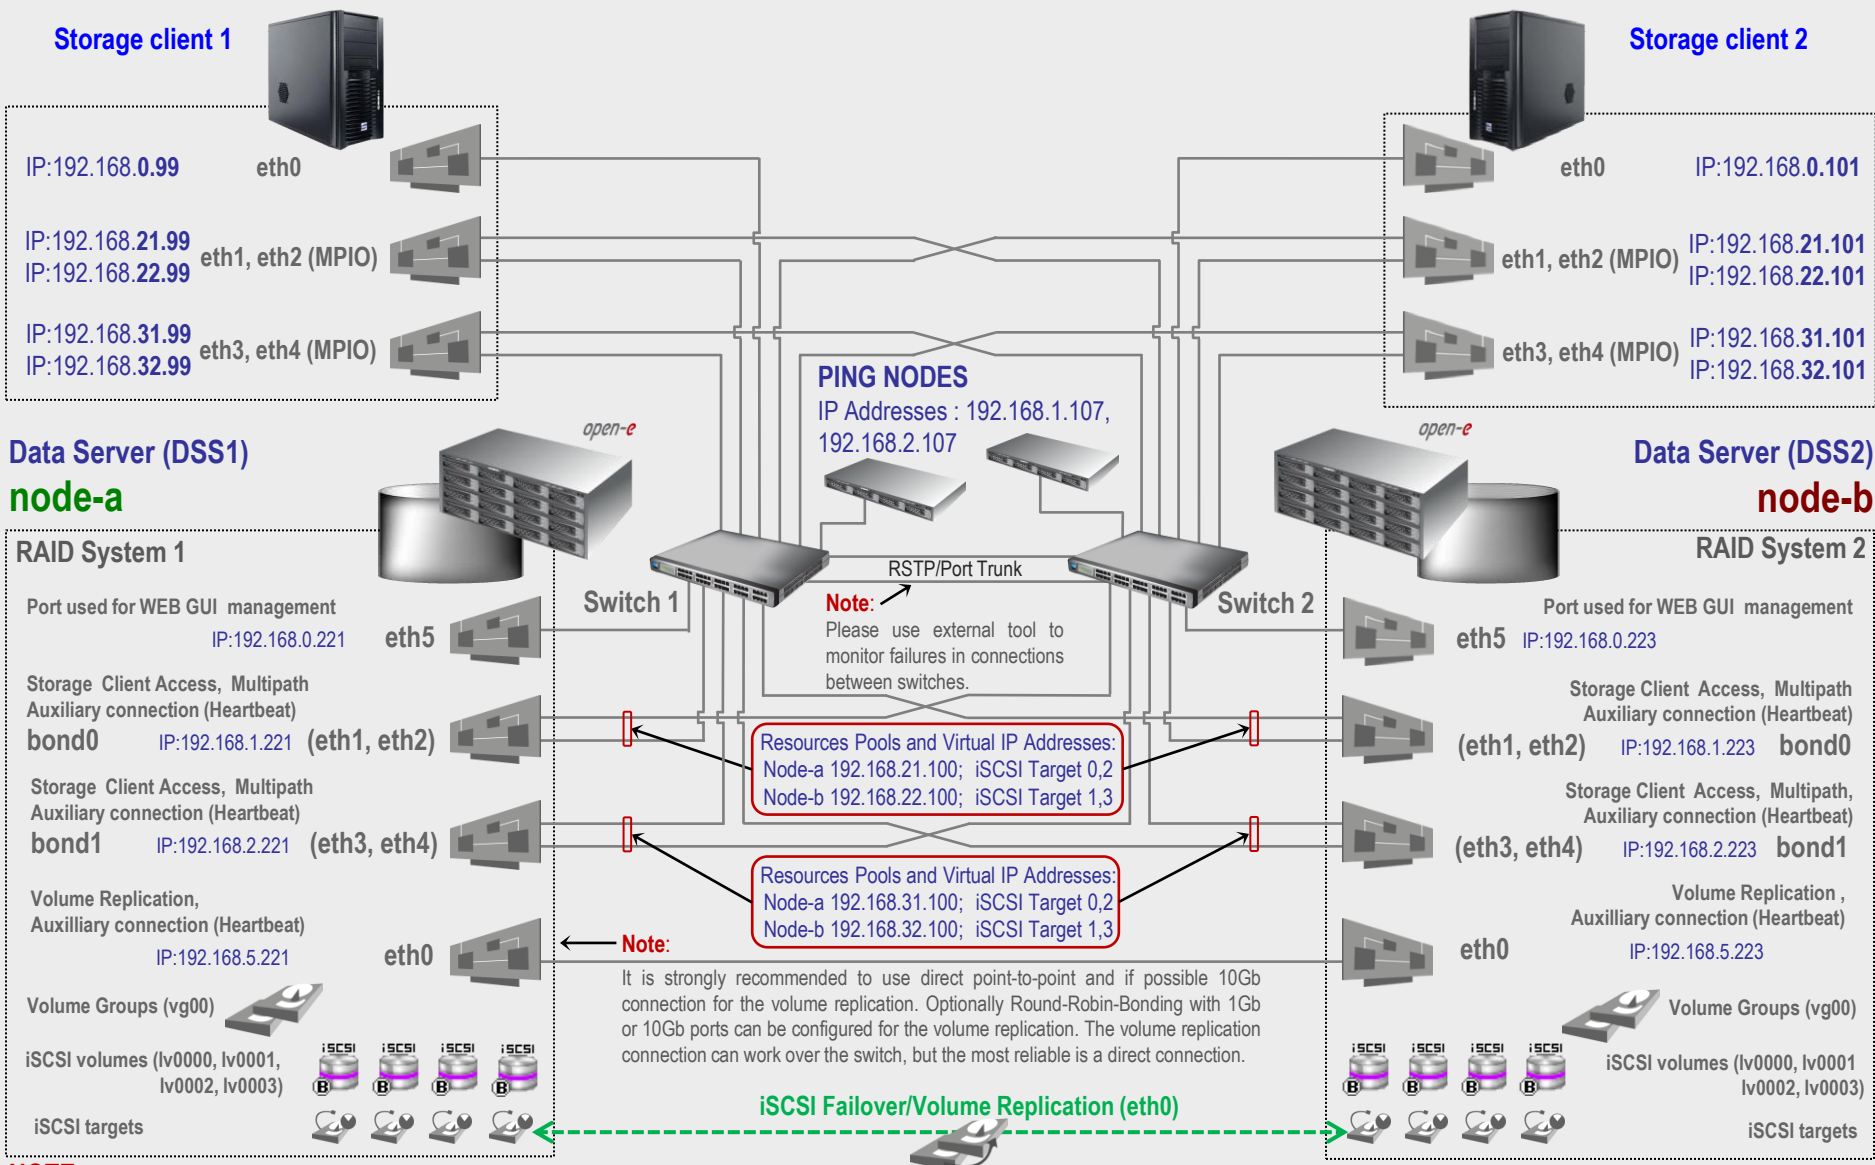 Storage client 1
Storage client 2
IP:192.168.0.99 eth0
eth0 IP:192.168.0.101
IP:192.168.21.99
IP:192.168.22.99
eth1, eth2 (MPIO)
eth1, eth2 (MPIO)
IP:192.168.21.101
IP:192.168.22.101
IP:192.168.31.99
IP:192.168.32.99
eth3, eth4 (MPIO)
eth3, eth4 (MPIO)
IP:192.168.31.101
IP:192.168.32.101
PING NODES
IP Addresses : 192.168.1.107,
192.168.2.107
open-e
open-e
Data Server (DSS1)
node-a
Data Server (DSS2)
node-b
RAID System 1
RAID System 2
Switch 1
RSTP/Port Trunk
Switch 2
Note:
Please use external tool to
monitor failures in connections
between switches.
Port used for WEB GUI management
IP:192.168.0.221 eth5
Port used for WEB GUI management
eth5 IP:192.168.0.223
Storage Client Access, Multipath
Auxiliary connection (Heartbeat)
bond0 IP:192.168.1.221 (eth1, eth2)
Storage Client Access, Multipath
Auxiliary connection (Heartbeat)
(eth1, eth2) IP:192.168.1.223 bond0
Resources Pools and Virtual IP Addresses:
Node-a 192.168.21.100; iSCSI Target 0,2
Node-b 192.168.22.100; iSCSI Target 1,3
Storage Client Access, Multipath
Auxiliary connection (Heartbeat)
bond1 IP:192.168.2.221 (eth3, eth4)
Storage Client Access, Multipath,
Auxiliary connection (Heartbeat)
(eth3, eth4) IP:192.168.2.223 bond1
Resources Pools and Virtual IP Addresses:
Node-a 192.168.31.100; iSCSI Target 0,2
Node-b 192.168.32.100; iSCSI Target 1,3
Volume Replication,
Auxilliary connection (Heartbeat)
IP:192.168.5.221 eth0
Volume Replication ,
Auxilliary connection (Heartbeat)
eth0 IP:192.168.5.223
Note:
It is strongly recommended to use direct point-to-point and if possible 10Gb
connection for the volume replication. Optionally Round-Robin-Bonding with 1Gb
or 10Gb ports can be configured for the volume replication. The volume replication
connection can work over the switch, but the most reliable is a direct connection.
Volume Groups (vg00)
Volume Groups (vg00)
iSCSI volumes (lv0000, lv0001,
lv0002, lv0003)
iSCSI iSCSI iSCSI iSCSI
B B B B
iSCSI iSCSI iSCSI iSCSI
B B B B
iSCSI volumes (lv0000, lv0001
lv0002, lv0003)
iSCSI targets
iSCSI Failover/Volume Replication (eth0)
iSCSI targets